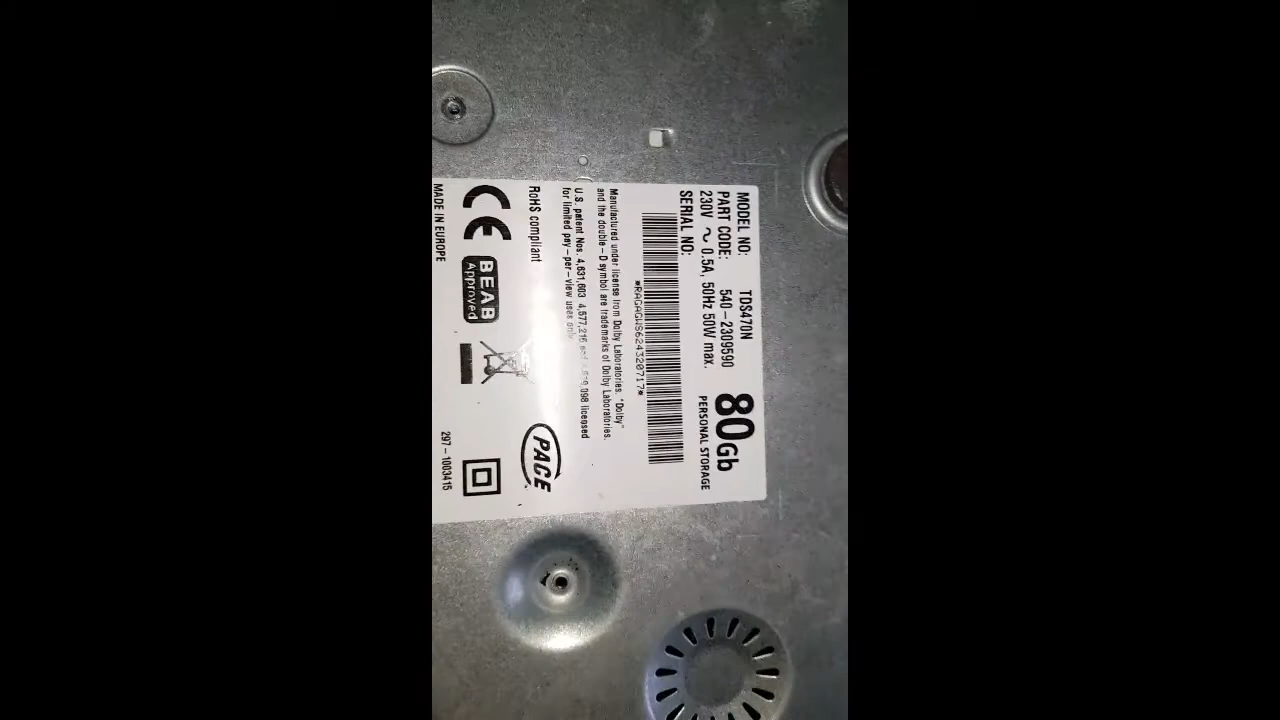 MODEL NO: TDS470N
PART CODE: 540-2309590
230V ~ 0.5A, 50Hz 50W max.
SERIAL NO:
80Gb
PERSONAL STORAGE
*RAGAGWS624320717*
Manufactured under license from Dolby Laboratories. "Dolby"
and the double-D symbol are trademarks of Dolby Laboratories.
U.S. patent Nos. 4,631,603 4,577,216 and licensed
for limited pay-per-view uses only.
RoHS compliant
PACE
CE
BEAB
Approved
MADE IN EUROPE
297-1003415